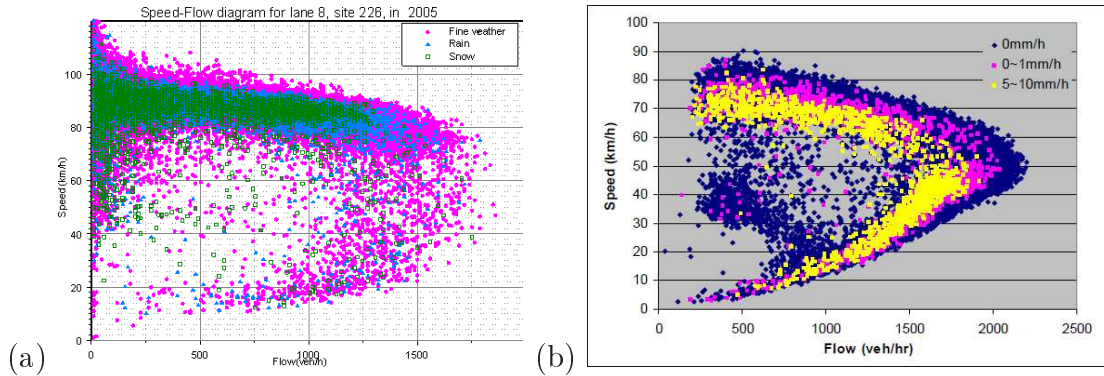 Speed-Flow diagram for lane 8, site 226, in 2005
Fine veather
Rain
Snow
100
80
60
40
20
0
Speed (km/h)
0
500
1000
1500
Flow(veh/h)
(a)
100
90
80
70
60
50
40
30
20
10
0
Speed (km/h)
0mm/h
0~1mm/h
5~10mm/h
0
500
1000
1500
2000
2500
Flow (veh/hr)
(b)